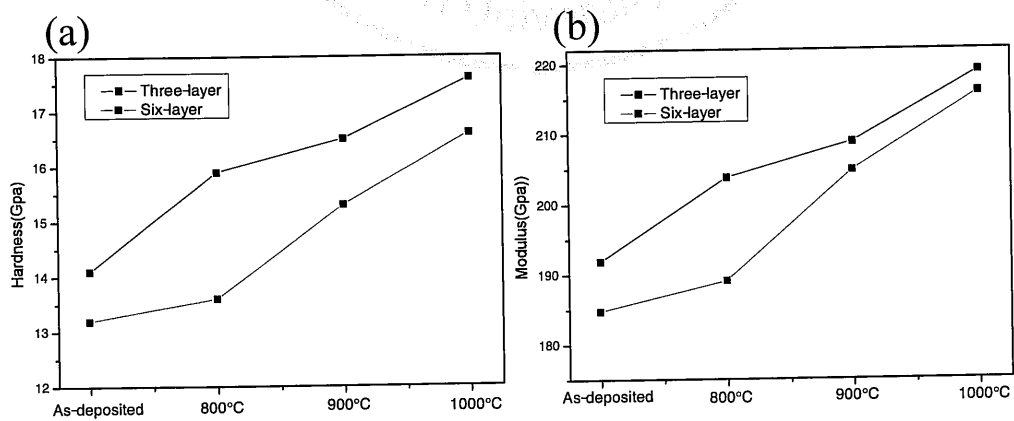 (a)
18
17
16
15
14
13
12
Hardness(Gpa)
Three-layer
Six-layer
As-deposited 800°C 900°C 1000°C
(b)
220
210
200
190
180
Modulus(Gpa))
Three-layer
Six-layer
As-deposited 800°C 900°C 1000°C